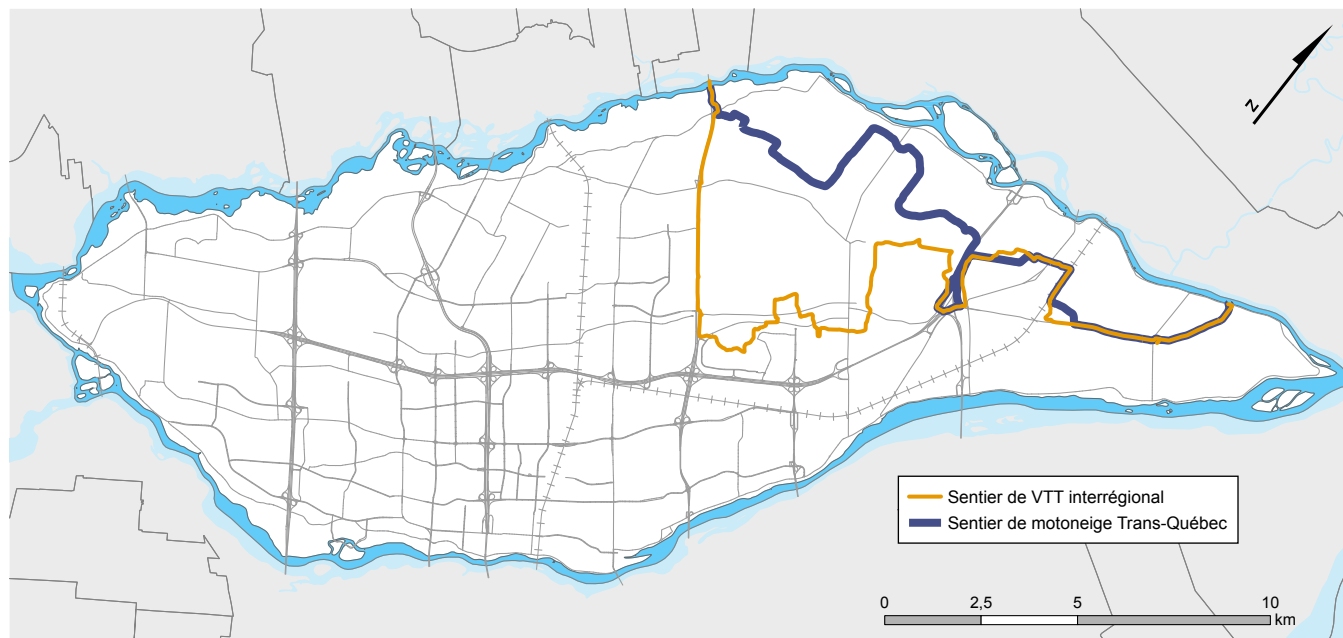 N
Sentier de VTT interrégional
Sentier de motoneige Trans-Québec
0 2,5 5 10
km